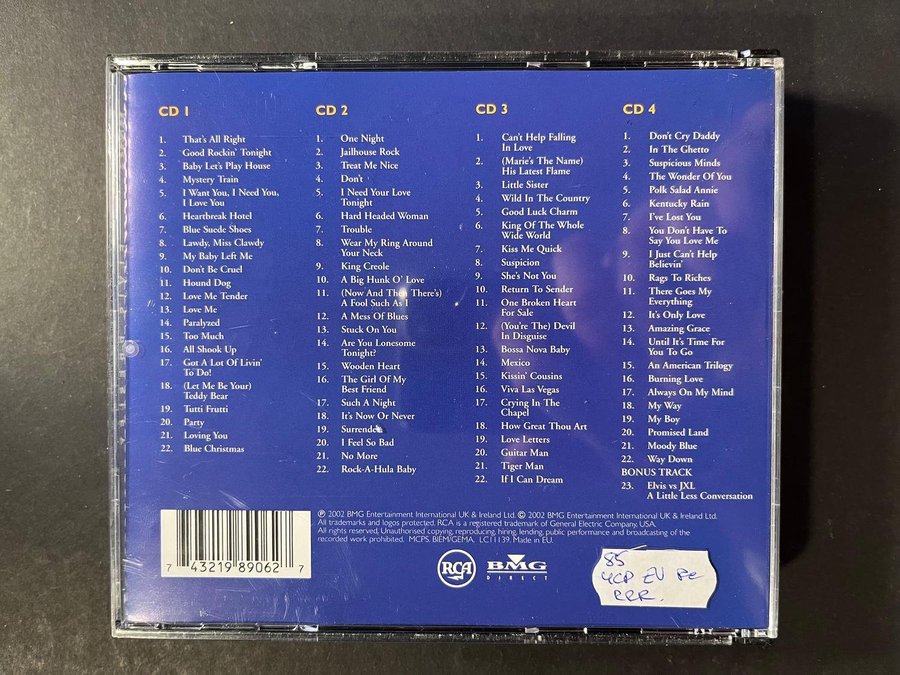 CD 1
1. That's All Right
2. Good Rockin' Tonight
3. Baby Let's Play House
4. Mystery Train
5. I Want You, I Need You,
I Love You
6. Heartbreak Hotel
7. Blue Suede Shoes
8. Lawdy, Miss Clawdy
9. My Baby Left Me
10. Don't Be Cruel
11. Hound Dog
12. Love Me Tender
13. Love Me
14. Paralyzed
15. Too Much
16. All Shook Up
17. Got A Lot Of Livin'
To Do!
18. (Let Me Be Your)
Teddy Bear
19. Tutti Frutti
20. Party
21. Loving You
22. Blue Christmas
CD 2
1. One Night
2. Jailhouse Rock
3. Treat Me Nice
4. Don't
5. I Need Your Love
Tonight
6. Hard Headed Woman
7. Trouble
8. Wear My Ring Around
Your Neck
9. King Creole
10. A Big Hunk O' Love
11. (Now And Then There's)
A Fool Such As I
12. A Mess Of Blues
13. Stuck On You
14. Are You Lonesome
Tonight?
15. Wooden Heart
16. The Girl Of My
Best Friend
17. Such A Night
18. It's Now Or Never
19. Surrender
20. I Feel So Bad
21. No More
22. Rock-A-Hula Baby
CD 3
1. Can't Help Falling
In Love
2. (Marie's The Name)
His Latest Flame
3. Little Sister
4. Wild In The Country
5. Good Luck Charm
6. King Of The Whole
Wide World
7. Kiss Me Quick
8. Suspicion
9. She's Not You
10. Return To Sender
11. One Broken Heart
For Sale
12. (You're The) Devil
In Disguise
13. Bossa Nova Baby
14. Mexico
15. Kissin' Cousins
16. Viva Las Vegas
17. Crying In The
Chapel
18. How Great Thou Art
19. Love Letters
20. Guitar Man
21. Tiger Man
22. If I Can Dream
CD 4
1. Don't Cry Daddy
2. In The Ghetto
3. Suspicious Minds
4. The Wonder Of You
5. Polk Salad Annie
6. Kentucky Rain
7. I've Lost You
8. You Don't Have To
Say You Love Me
9. I Just Can't Help
Believin'
10. Rags To Riches
11. There Goes My
Everything
12. It's Only Love
13. Amazing Grace
14. Until It's Time For
You To Go
15. An American Trilogy
16. Burning Love
17. Always On My Mind
18. My Way
19. My Boy
20. Promised Land
21. Moody Blue
22. Way Down
BONUS TRACK
23. Elvis vs JXL
A Little Less Conversation
℗ 2002 BMG Entertainment International UK & Ireland Ltd. © 2002 BMG Entertainment International UK & Ireland Ltd.
All trademarks and logos protected. RCA is a registered trademark of General Electric Company, USA.
All rights reserved. Unauthorised copying, reproducing, hiring, lending, public performance and broadcasting of the
recorded work prohibited. MCPS. BIEM/GEMA. LC11139. Made in EU.
7 43219 89062 7
RCA
BMG
DIRECT
85
4CD EU
RRR.